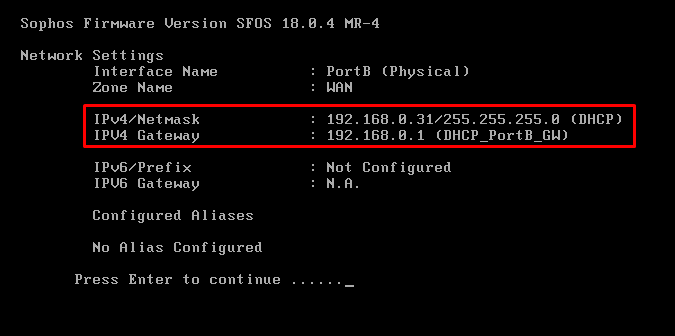 Sophos Firmware Version SFOS 18.0.4 MR-4
Network Settings
Interface Name : PortB (Physical)
Zone Name : WAN
IPv4/Netmask : 192.168.0.31/255.255.255.0 (DHCP)
IPV4 Gateway : 192.168.0.1 (DHCP_PortB_GW)
IPv6/Prefix : Not Configured
IPV6 Gateway : N.A.
Configured Aliases
No Alias Configured
Press Enter to continue ......_